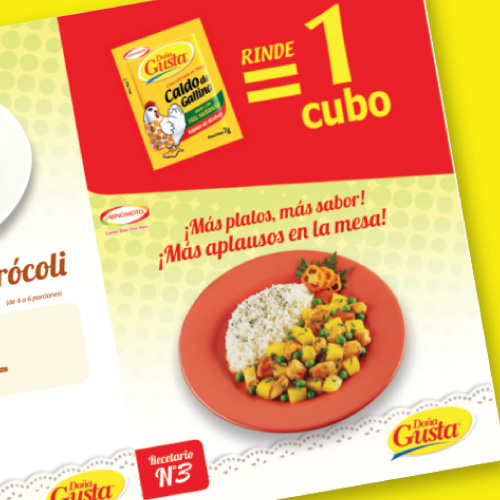 AJINOMOTO
Doña
Gusta
Caldo de
Gallina
RINDE
=1
cubo
AJINOMOTO
¡Más platos, más sabor!
¡Más aplausos en la mesa!
rócoli
(de 4 a 6 porciones)
Recetario
N°3
Doña
Gusta
Doña
Gusta